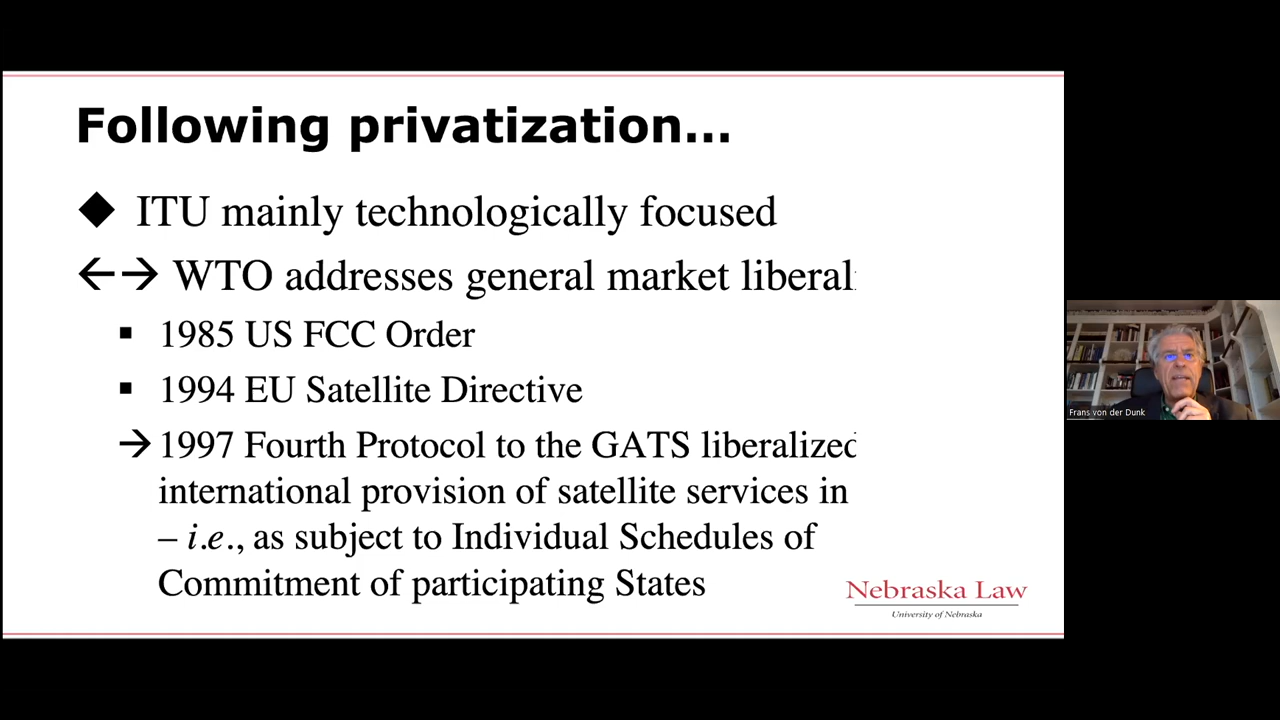 Following privatization...
◆ ITU mainly technologically focused
←→ WTO addresses general market
▪ 1985 US FCC Order
▪ 1994 EU Satellite Directive
→ 1997 Fourth Protocol to the GATS
international provision of satellite services in
– i.e., as subject to Individual Schedules of
Commitment of participating States
Nebraska Law
University of Nebraska
Frans von der Dunk